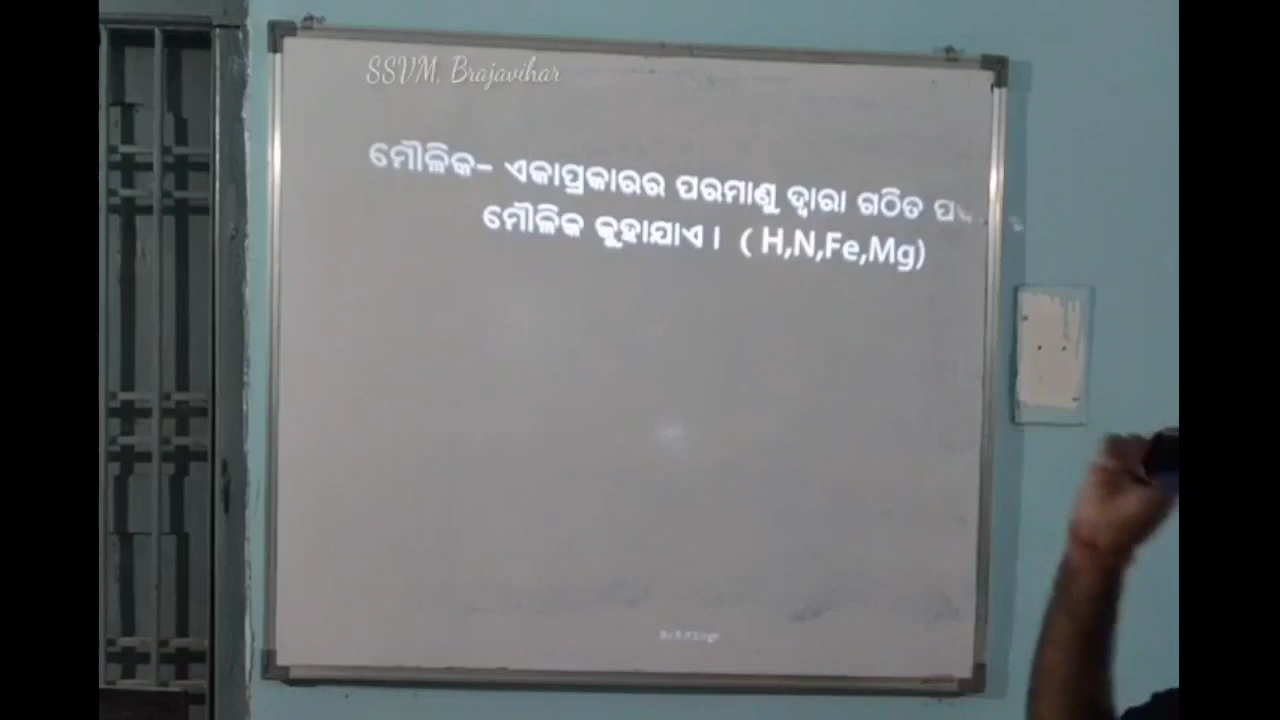 SSVM, Brajavihar
ମୌଳିକ– ଏକାପ୍ରକାରର ପରମାଣୁ ଦ୍ୱାରା ଗଠିତ
ମୌଳିକ କୁହାଯାଏ । ( H,N,Fe,Mg)